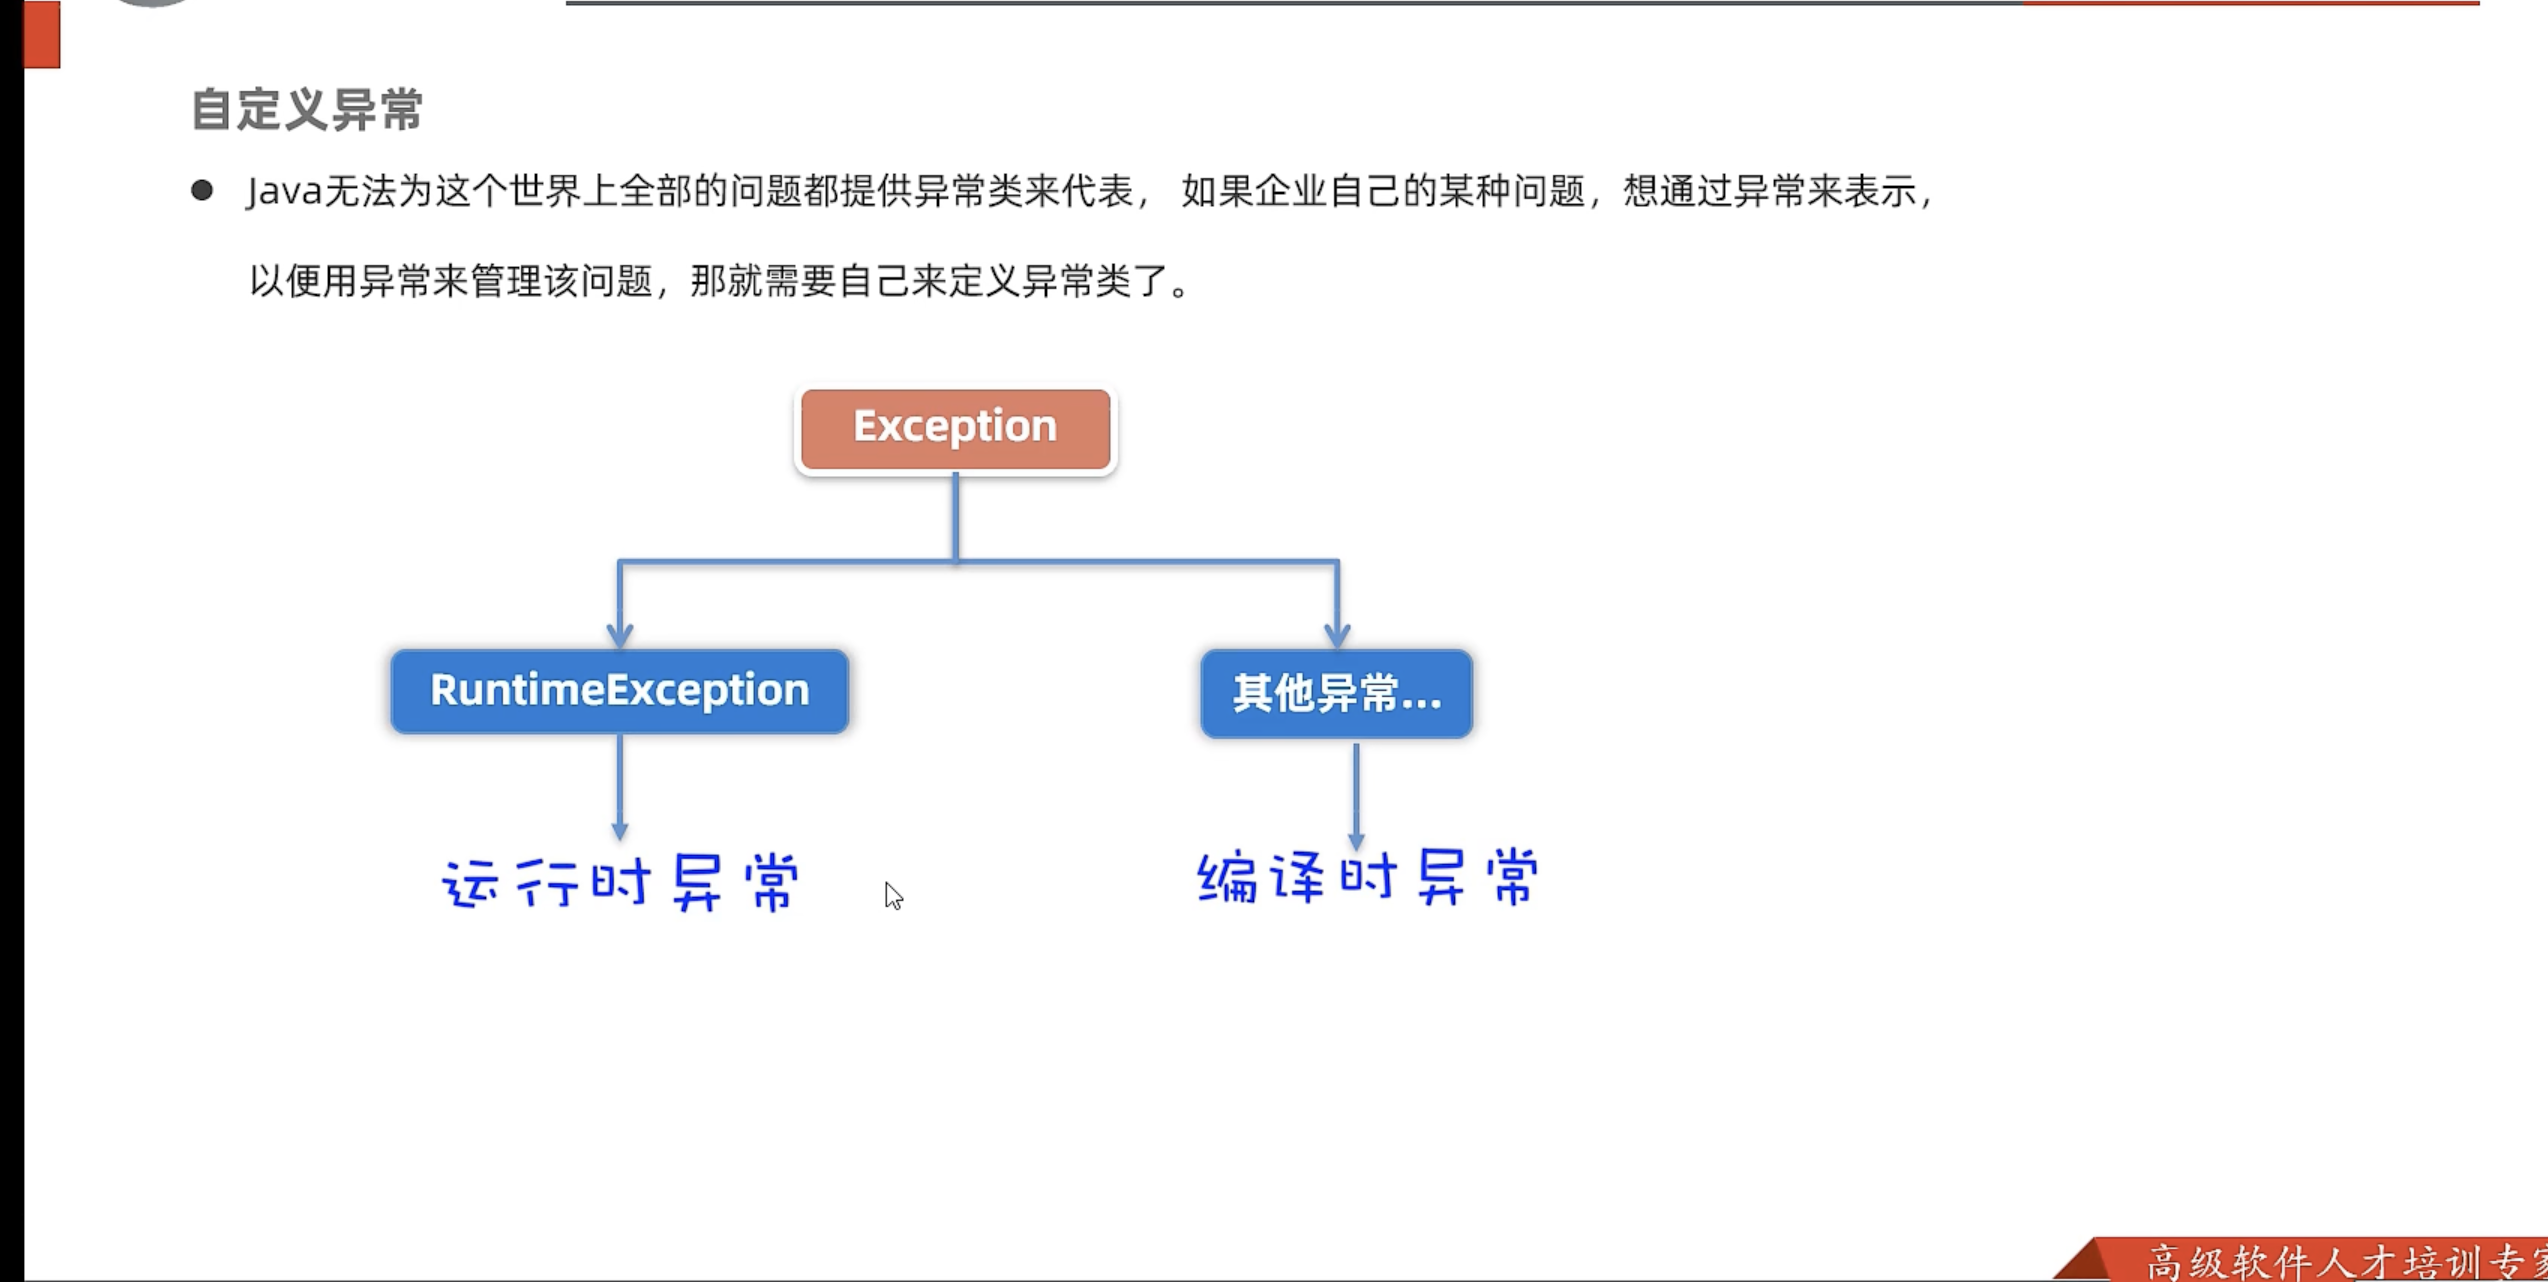 自定义异常
Java无法为这个世界上全部的问题都提供异常类来代表， 如果企业自己的某种问题，想通过异常来表示，
以便用异常来管理该问题，那就需要自己来定义异常类了。
Exception
RuntimeException
其他异常...
运行时异常
编译时异常
高级软件人才培训专